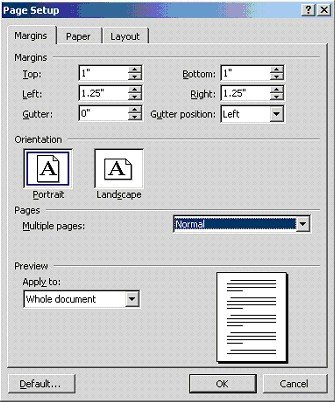 Page Setup
Margins Paper Layout
Margins
Top: 1" Bottom: 1"
Left: 1.25" Right: 1.25"
Gutter: 0" Gutter position: Left
Orientation
A A
Portrait Landscape
Pages
Multiple pages: Normal
Preview
Apply to:
Whole document
Default... OK Cancel